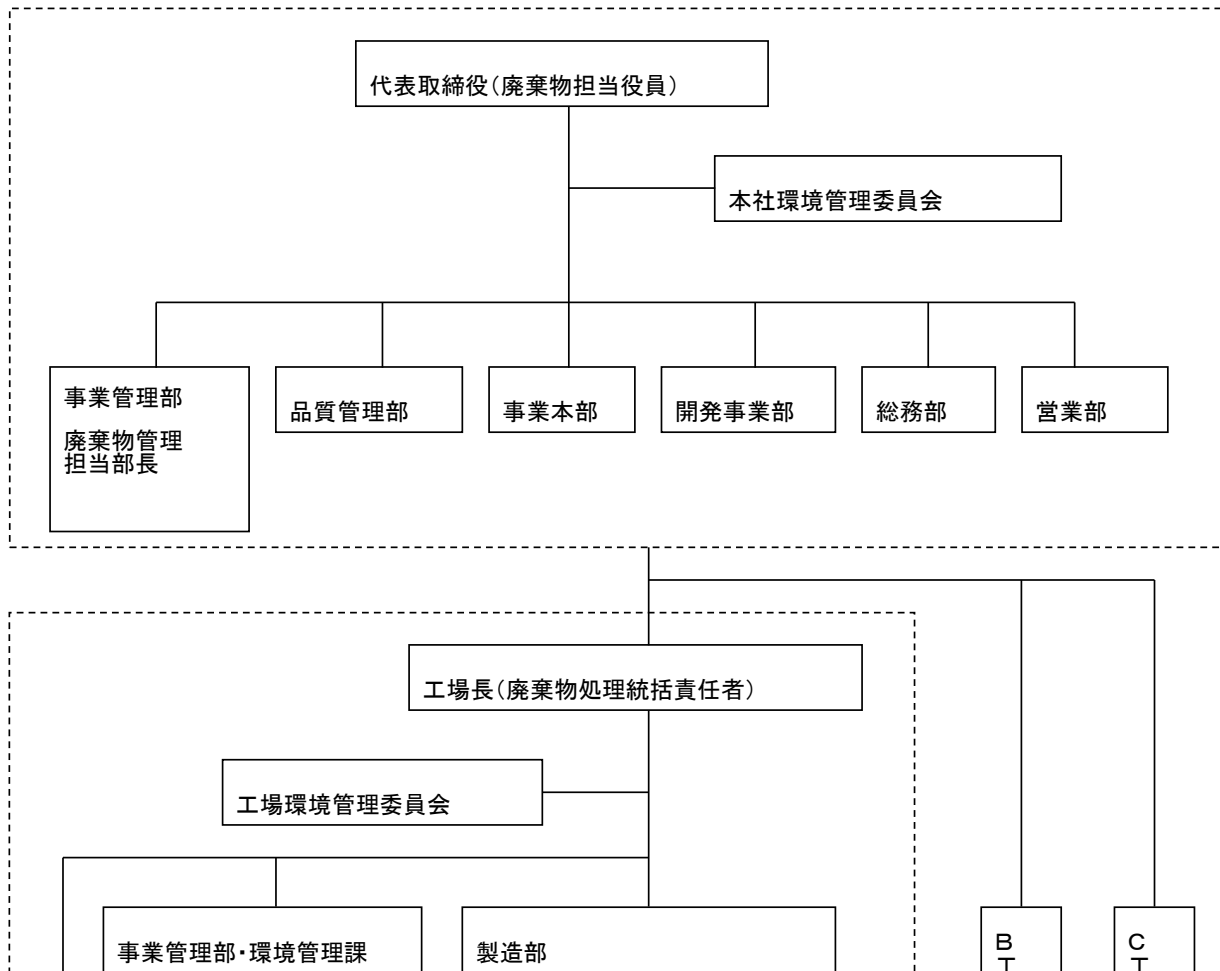 代表取締役(廃棄物担当役員)
本社環境管理委員会
事業管理部
廃棄物管理
担当部長
品質管理部
事業本部
開発事業部
総務部
営業部
工場長(廃棄物処理統括責任者)
工場環境管理委員会
事業管理部・環境管理課
製造部
B
C